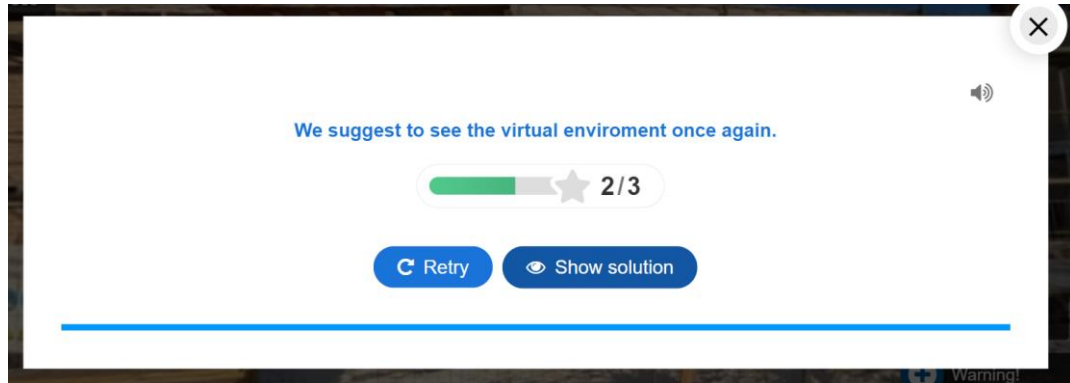 We suggest to see the virtual enviroment once again.
2/3
Retry
Show solution
Warning!